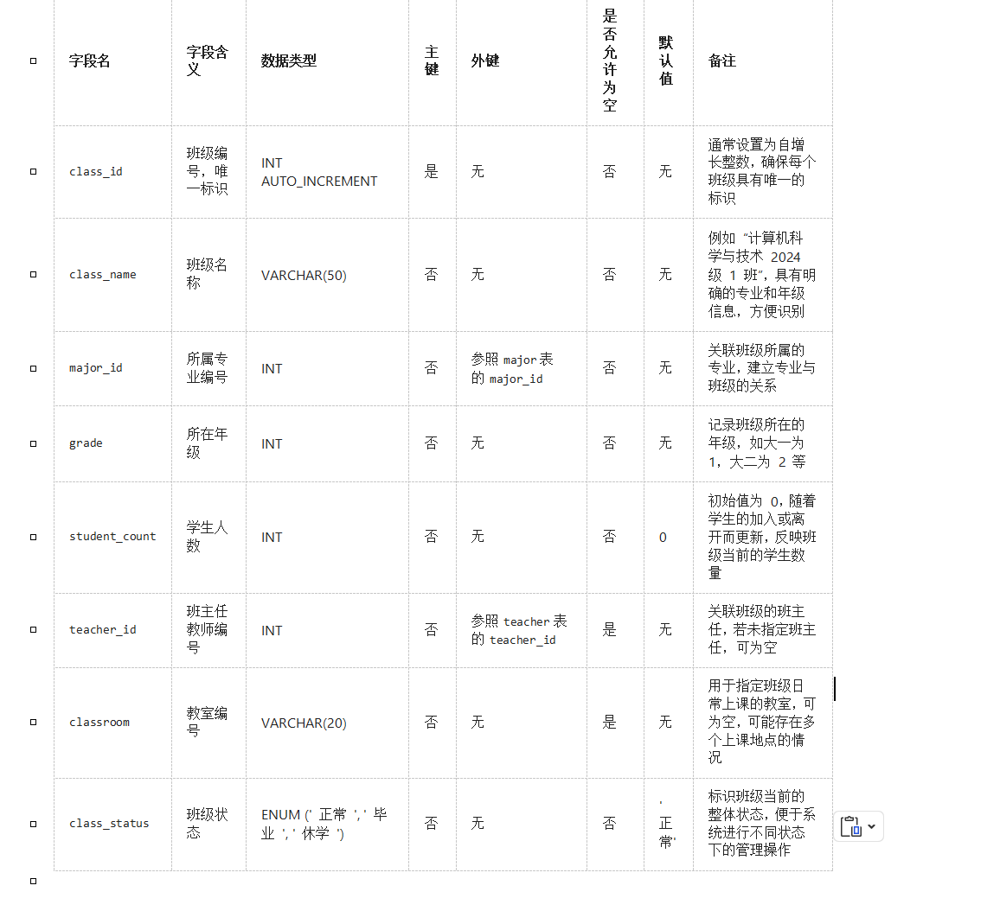 字段名
字段含
义
数据类型
主
键
外键
是
否
允
许
为
空
默
认
值
备注
class_id
班级编
号，唯
一标识
INT
AUTO_INCREMENT
是
无
否
无
通常设置为自增
长整数，确保每个
班级具有唯一的
标识
class_name
班级名
称
VARCHAR(50)
否
无
否
无
例如 “计算机科
学与技术 2024
级 1 班”，具有明
确的专业和年级
信息，方便识别
major_id
所属专
业编号
INT
否
参照 major 表
的 major_id
否
无
关联班级所属的
专业，建立专业与
班级的关系
grade
所在年
级
INT
否
无
否
无
记录班级所在的
年级，如大一为
1，大二为 2 等
student_count
学生人
数
INT
否
无
否
0
初始值为 0，随着
学生的加入或离
开而更新，反映班
级当前的学生数
量
teacher_id
班主任
教师编
号
INT
否
参照 teacher 表
的 teacher_id
是
无
关联班级的班主
任，若未指定班主
任，可为空
classroom
教室编
号
VARCHAR(20)
否
无
是
无
用于指定班级日
常上课的教室，可
为空，可能存在多
个上课地点的情
况
class_status
班级状
态
ENUM (' 正常 ', ' 毕
业 ', ' 休学 ')
否
无
否
'
正
常'
标识班级当前的
整体状态，便于系
统进行不同状态
下的管理操作